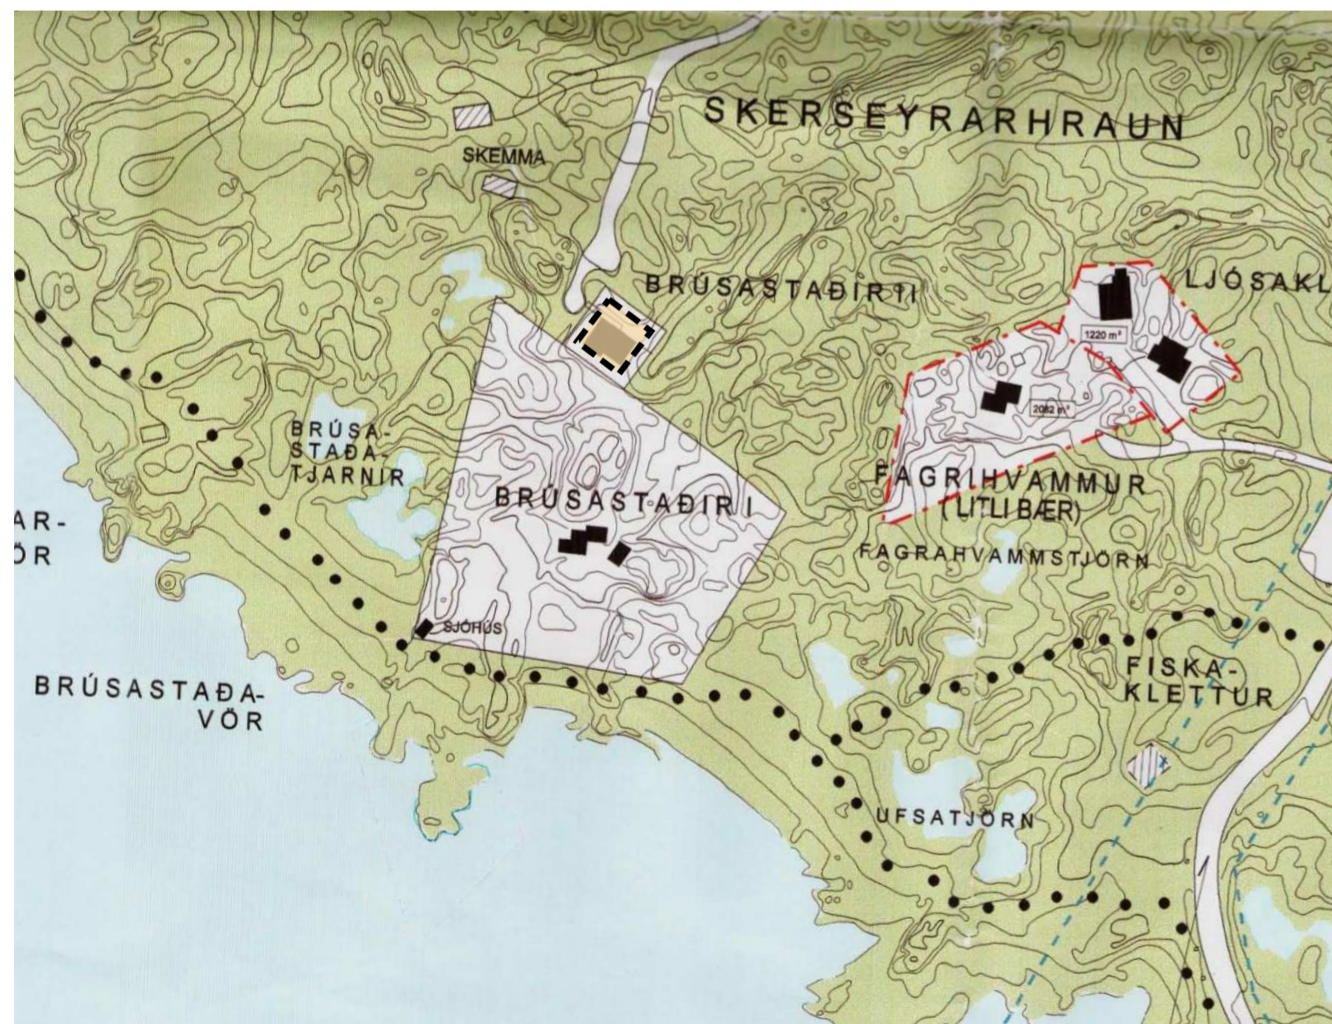 SKERSEYRARHRAUN
SKEMMA
BRÚSASTAÐIR II
LJÓSAKL
1220 m²
2082 m²
BRÚSA-
STAÐA-
TJARNIR
FAGRIHVAMMUR
(LITLI BÆR)
BRÚSASTAÐIR I
AR-
ÖR
FAGRAHVAMMSTJÖRN
SJÓHÚS
FISKA-
KLETTUR
BRÚSASTAÐA-
VÖR
UFSATJÖRN